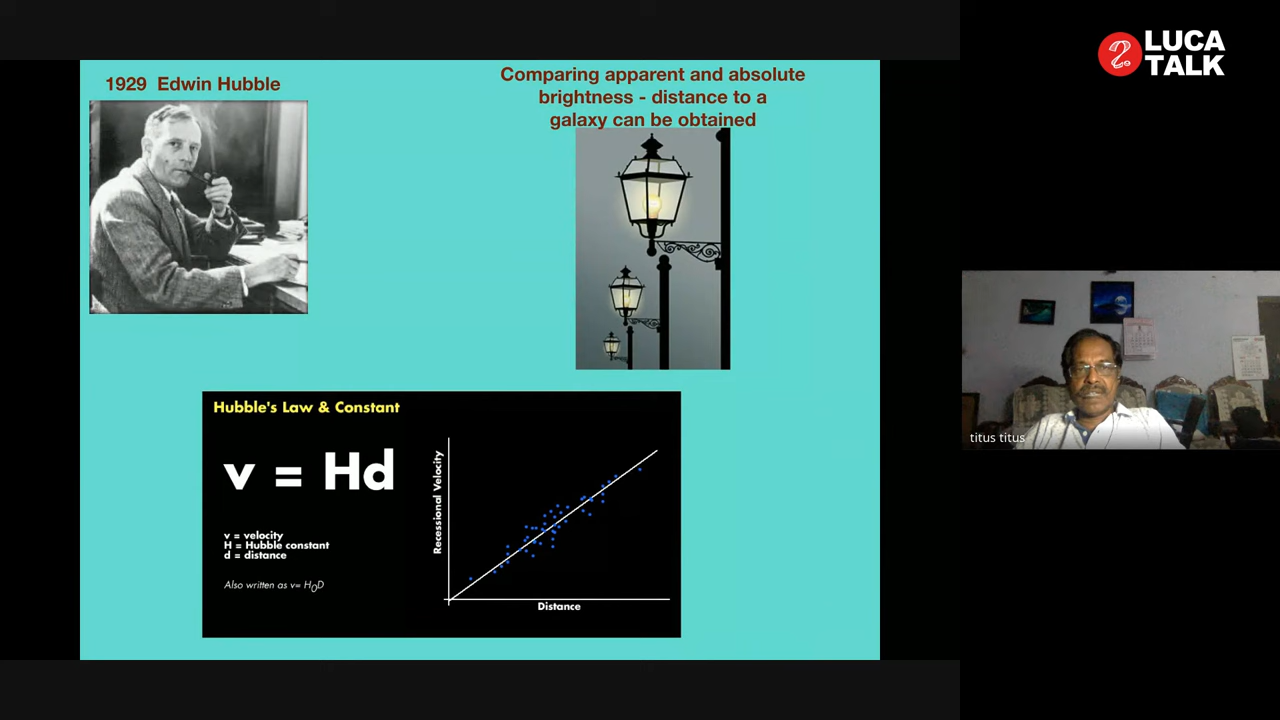 1929 Edwin Hubble
Comparing apparent and absolute
brightness - distance to a
galaxy can be obtained
Hubble's Law & Constant
v = Hd
v = velocity
H = Hubble constant
d = distance
Also written as v= H₀D
Recessional Velocity
Distance
LUCA
TALK
titus titus